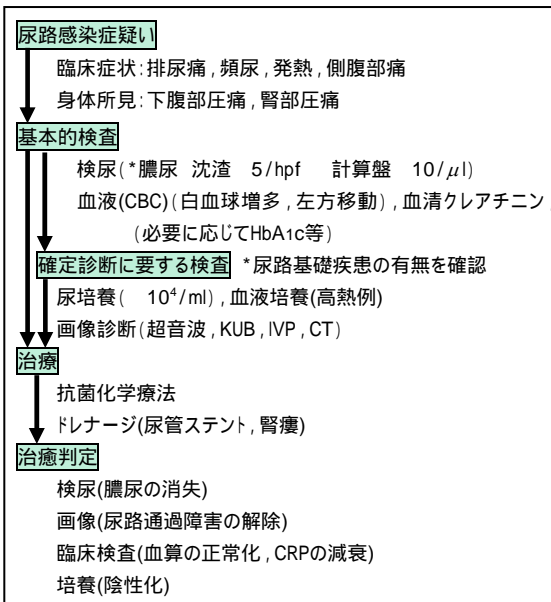 尿路感染症疑い
臨床症状:排尿痛,頻尿,発熱,側腹部痛
身体所見:下腹部圧痛,腎部圧痛
基本的検査
検尿(*膿尿 沈渣 5/hpf 計算盤 10/μl)
血液(CBC)(白血球増多,左方移動),血清クレアチニン,
(必要に応じてHbA1c等)
確定診断に要する検査 *尿路基礎疾患の有無を確認
尿培養( 10⁴/ml),血液培養(高熱例)
画像診断(超音波,KUB,IVP,CT)
治療
抗菌化学療法
ドレナージ(尿管ステント,腎瘻)
治癒判定
検尿(膿尿の消失)
画像(尿路通過障害の解除)
臨床検査(血算の正常化,CRPの減衰)
培養(陰性化)